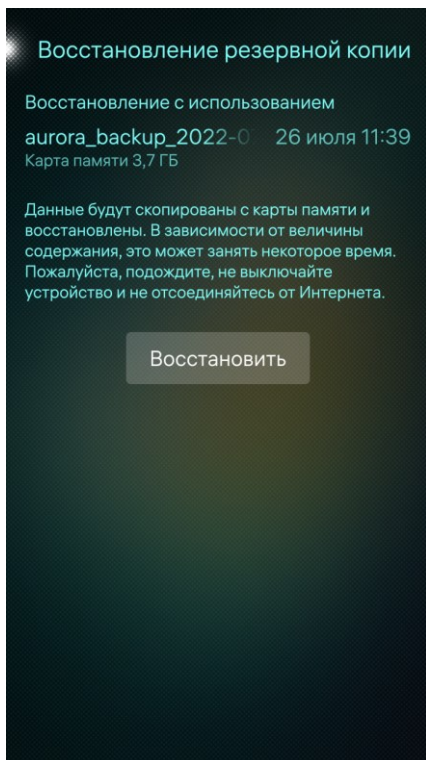 Восстановление резервной копии
Восстановление с использованием
aurora_backup_2022-0 26 июля 11:39
Карта памяти 3,7 ГБ
Данные будут скопированы с карты памяти и
восстановлены. В зависимости от величины
содержания, это может занять некоторое время.
Пожалуйста, подождите, не выключайте
устройство и не отсоединяйтесь от Интернета.
Восстановить